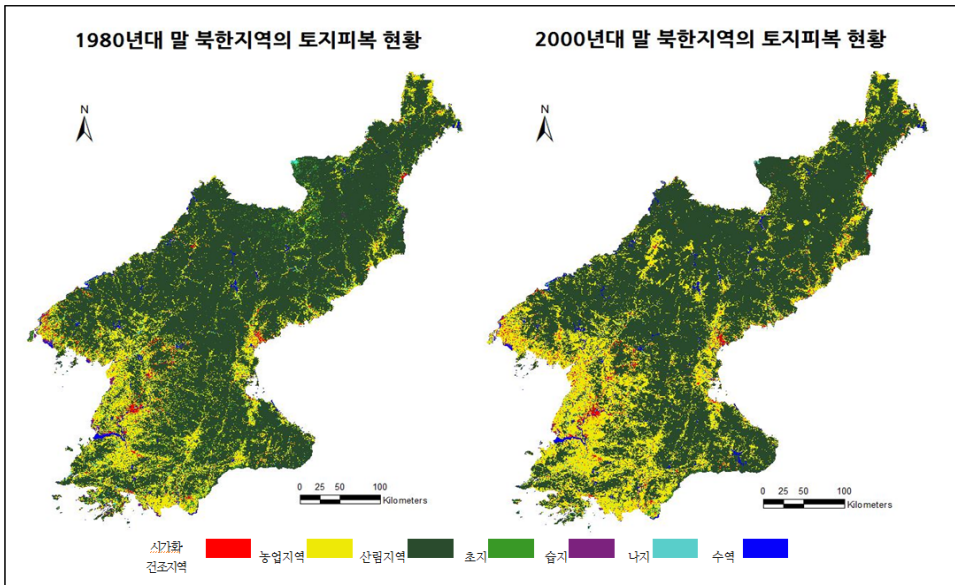 1980년대 말 북한지역의 토지피복 현황
2000년대 말 북한지역의 토지피복 현황
N
N
0 25 50 100
Kilometers
0 25 50 100
Kilometers
시가화
건조지역
농업지역
산림지역
초지
습지
나지
수역